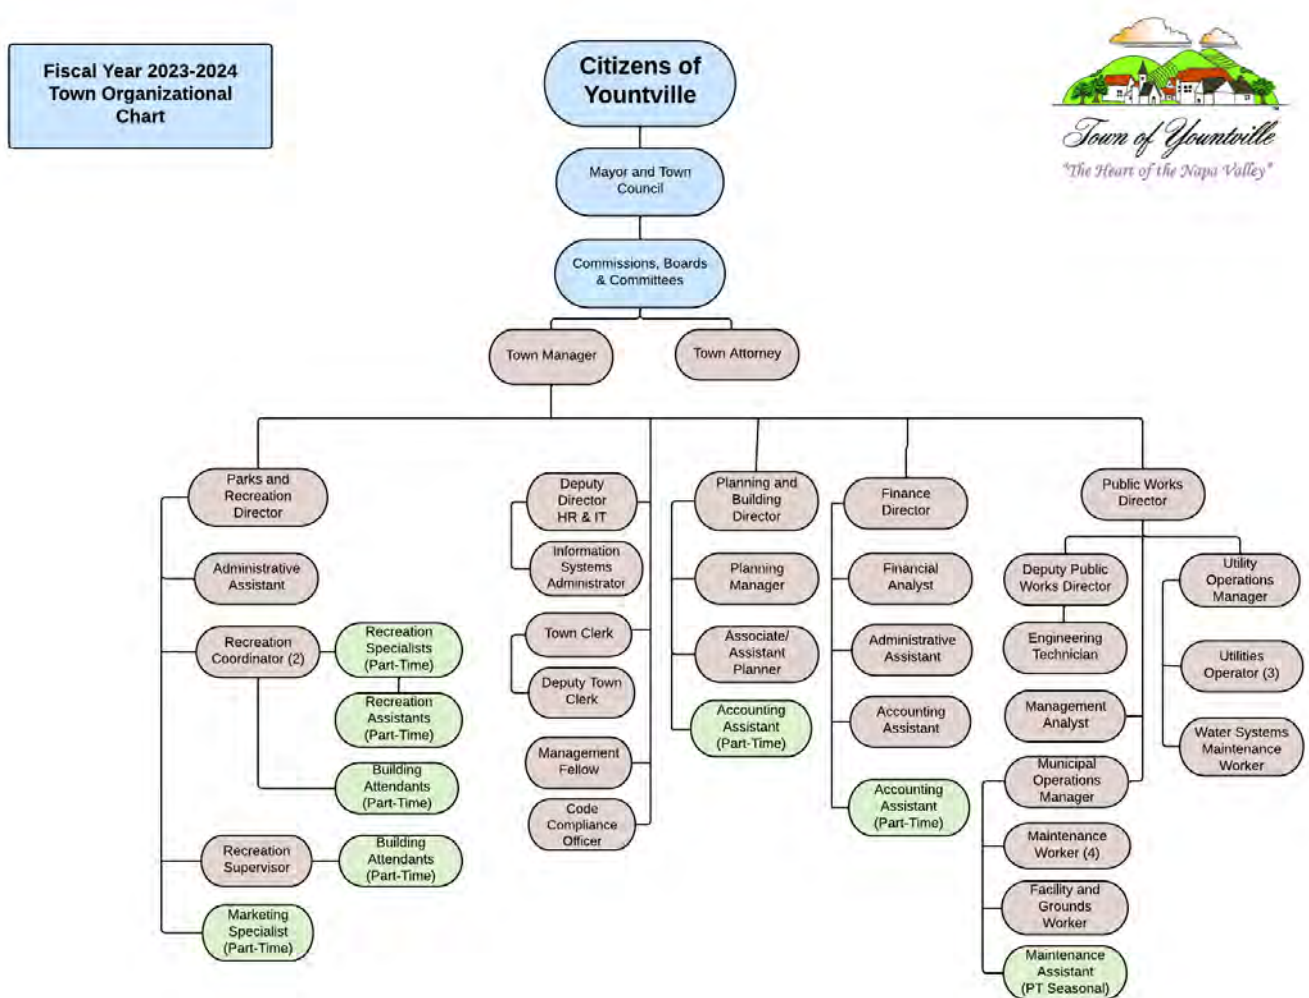 Fiscal Year 2023-2024
Town Organizational
Chart
Citizens of
Yountville
Town of Yountville
"The Heart of the Napa Valley"
Mayor and Town
Council
Commissions, Boards
& Committees
Town Manager
Town Attorney
Parks and
Recreation
Director
Administrative
Assistant
Recreation
Coordinator (2)
Recreation
Specialists
(Part-Time)
Recreation
Assistants
(Part-Time)
Building
Attendants
(Part-Time)
Recreation
Supervisor
Building
Attendants
(Part-Time)
Marketing
Specialist
(Part-Time)
Deputy
Director
HR & IT
Information
Systems
Administrator
Town Clerk
Deputy Town
Clerk
Management
Fellow
Code
Compliance
Officer
Planning and
Building
Director
Planning
Manager
Associate/
Assistant
Planner
Accounting
Assistant
(Part-Time)
Finance
Director
Financial
Analyst
Administrative
Assistant
Accounting
Assistant
Accounting
Assistant
(Part-Time)
Public Works
Director
Deputy Public
Works Director
Engineering
Technician
Management
Analyst
Municipal
Operations
Manager
Maintenance
Worker (4)
Facility and
Grounds
Worker
Maintenance
Assistant
(PT Seasonal)
Utility
Operations
Manager
Utilities
Operator (3)
Water Systems
Maintenance
Worker